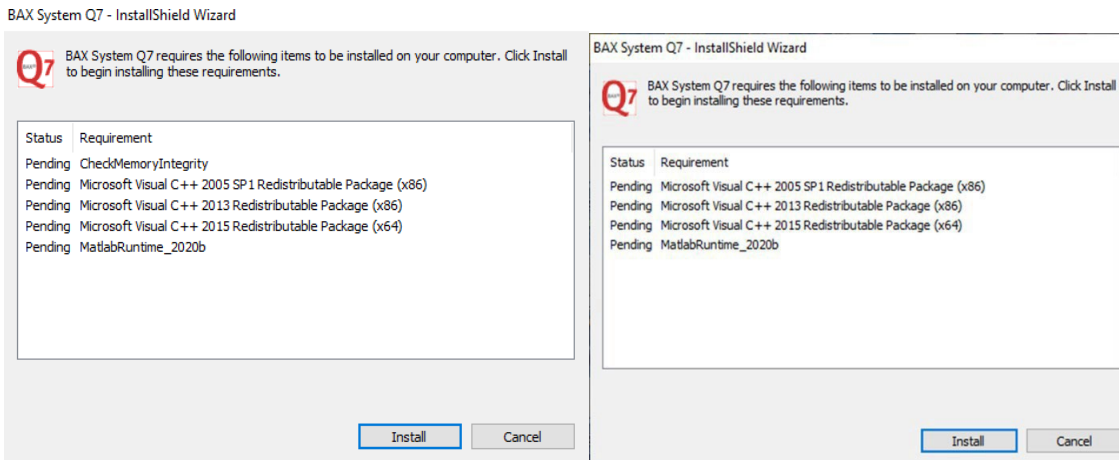 BAX System Q7 - InstallShield Wizard
BAX System Q7 requires the following items to be installed on your computer. Click Install
to begin installing these requirements.
Status Requirement
Pending CheckMemoryIntegrity
Pending Microsoft Visual C++ 2005 SP1 Redistributable Package (x86)
Pending Microsoft Visual C++ 2013 Redistributable Package (x86)
Pending Microsoft Visual C++ 2015 Redistributable Package (x64)
Pending MatlabRuntime_2020b
Install Cancel
BAX System Q7 - InstallShield Wizard
BAX System Q7 requires the following items to be installed on your computer. Click Install
to begin installing these requirements.
Status Requirement
Pending Microsoft Visual C++ 2005 SP1 Redistributable Package (x86)
Pending Microsoft Visual C++ 2013 Redistributable Package (x86)
Pending Microsoft Visual C++ 2015 Redistributable Package (x64)
Pending MatlabRuntime_2020b
Install Cancel
Q7
Q7